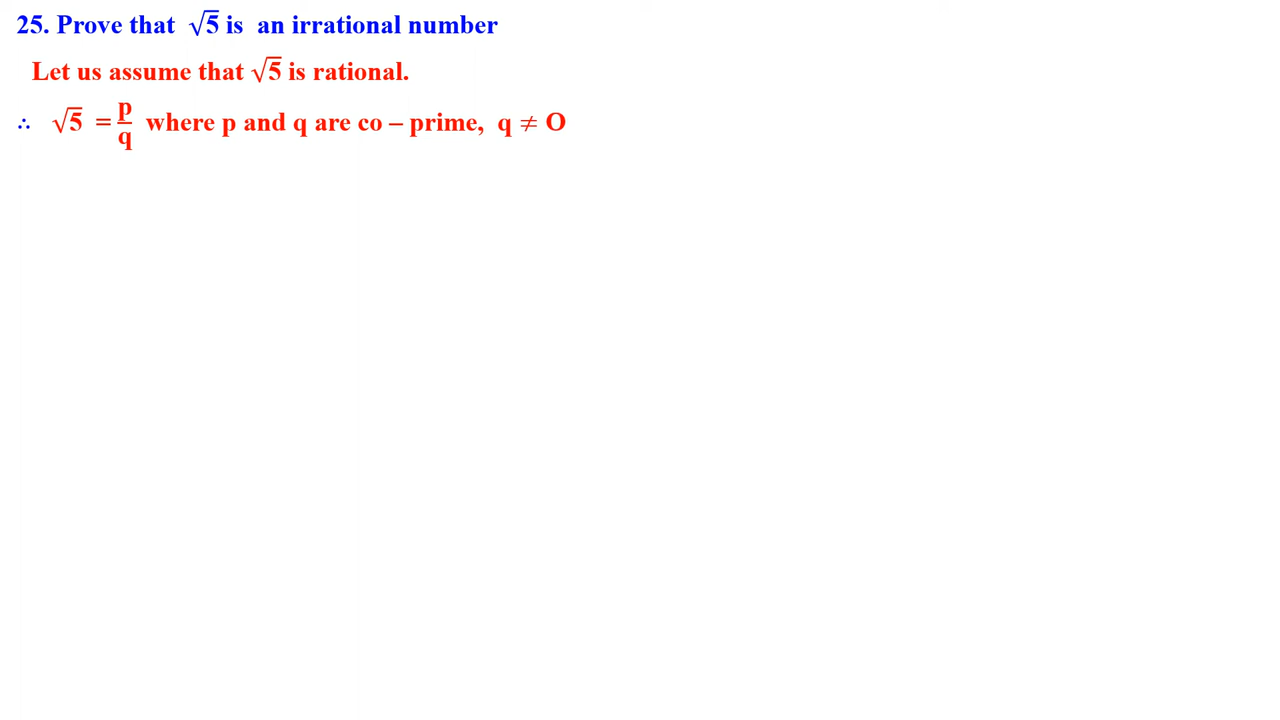 25. Prove that √5 is an irrational number
Let us assume that √5 is rational.
∴ √5 = p/q where p and q are co – prime, q ≠ O